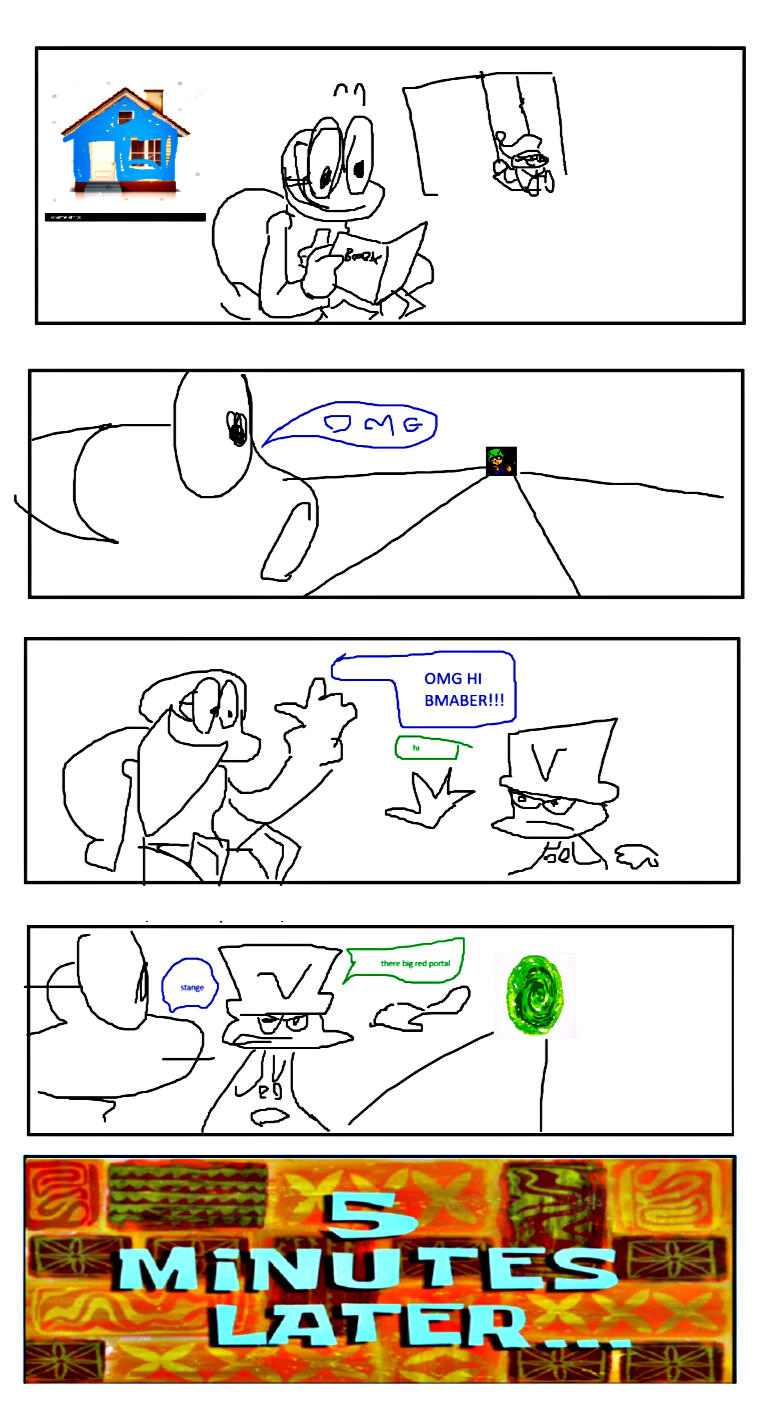 Book
OMG
OMG HI
BMABER!!!
hi
V
stange
there big red portal
V
5
MINUTES
LATER...